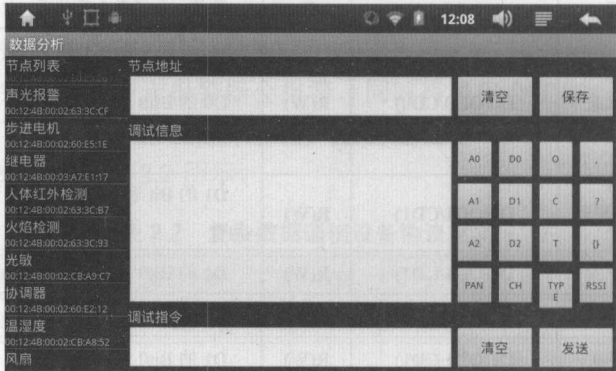 12:08
数据分析
节点列表
声光报警
00:12:4B:00:02:63:3C:CF
步进电机
00:12:4B:00:02:60:E5:1E
继电器
00:12:4B:00:03:A7:E1:17
人体红外检测
00:12:4B:00:02:63:3C:B7
火焰检测
00:12:4B:00:02:63:3C:93
光敏
00:12:4B:00:02:CB:A9:C7
协调器
00:12:4B:00:02:60:E2:12
温湿度
00:12:4B:00:02:CB:A8:52
风扇
节点地址
清空 保存
调试信息
A0 D0 O .
A1 D1 C ?
A2 D2 T {}
PAN CH TYP
E RSSI
调试指令
清空 发送